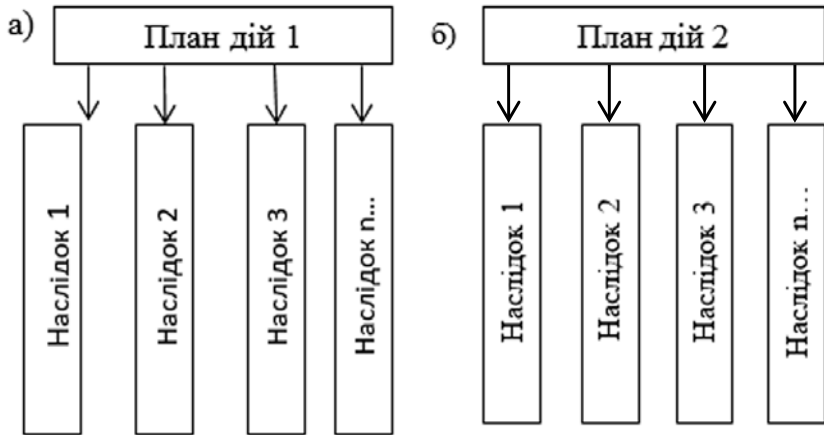 а)
План дій 1
Наслідок 1
Наслідок 2
Наслідок 3
Наслідок n...
б)
План дій 2
Наслідок 1
Наслідок 2
Наслідок 3
Наслідок n…